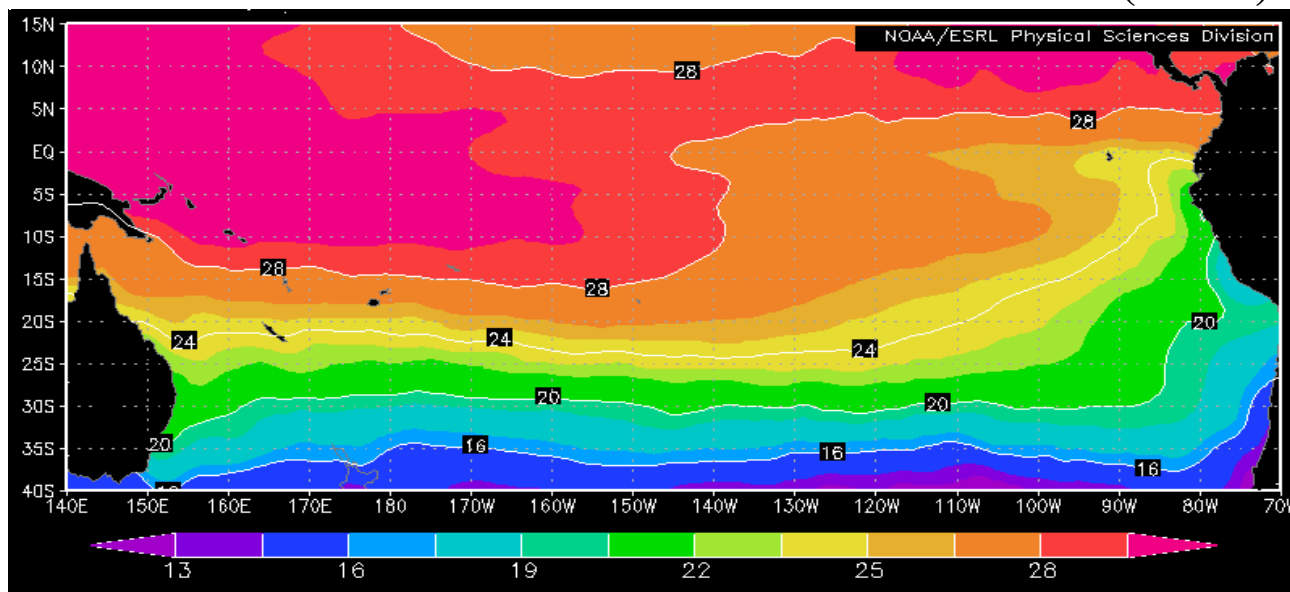 15N
NOAA/ESRL Physical Sciences Division
10N
28
5N
28
EQ
5S
10S
28
15S
28
20S
20
24
24
24
25S
30S
20
20
35S
20
16
16
16
40S
140E 150E 160E 170E 180 170W 160W 150W 140W 130W 120W 110W 100W 90W 80W 70W
13 16 19 22 25 28